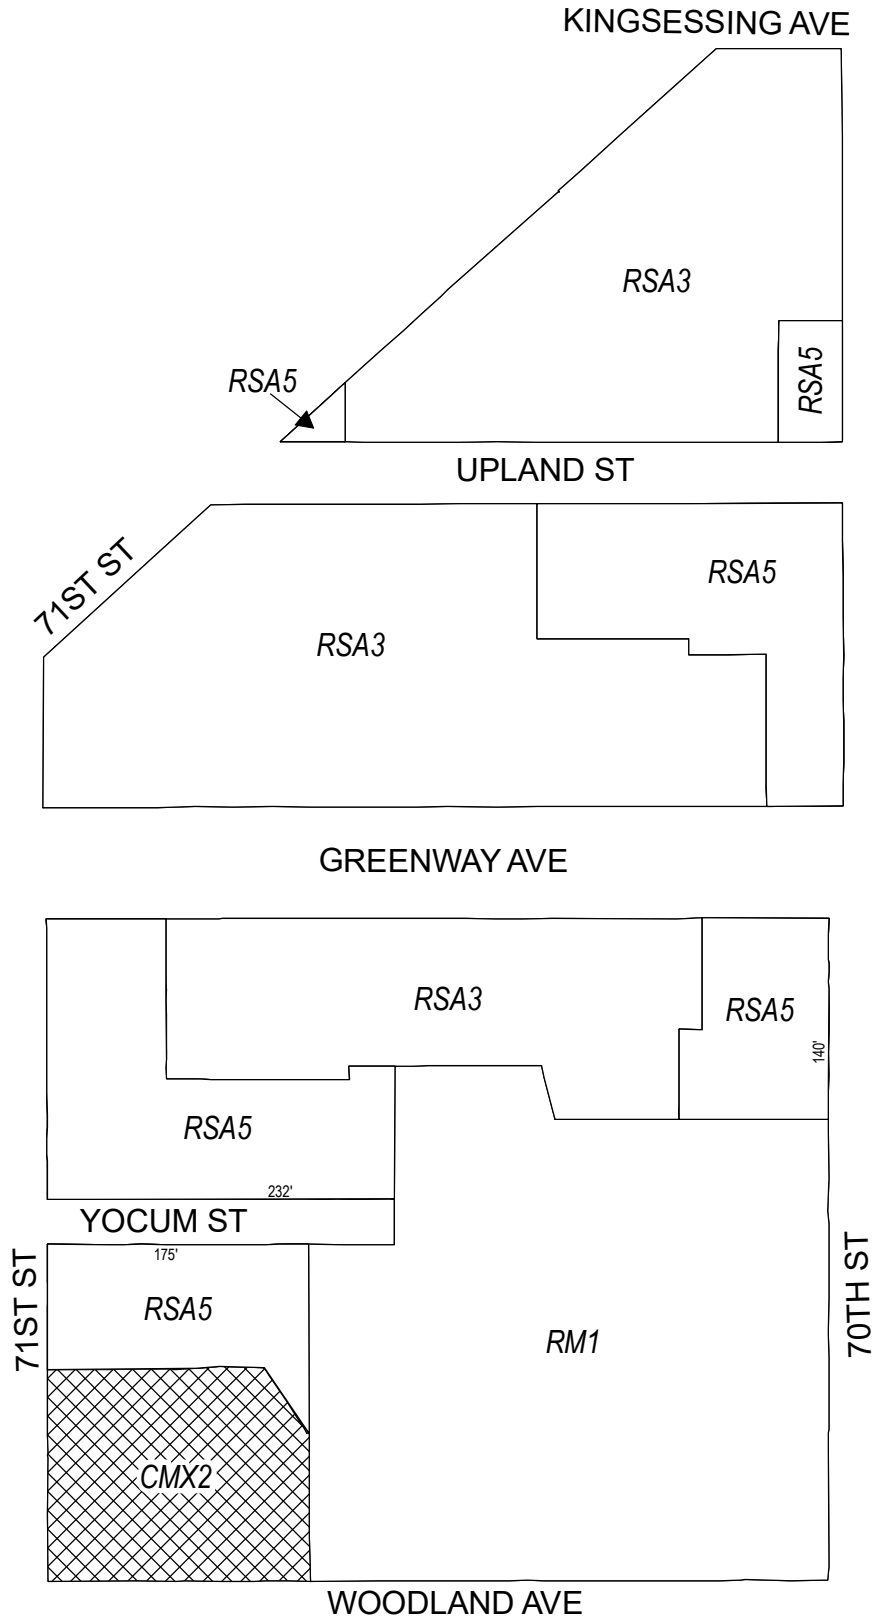 KINGSESSING AVE
RSA3
RSA5
RSA5
UPLAND ST
71ST ST
RSA5
RSA3
GREENWAY AVE
RSA3
RSA5
140'
RSA5
232'
YOCUM ST
175'
71ST ST
RSA5
RM1
70TH ST
CMX2
WOODLAND AVE